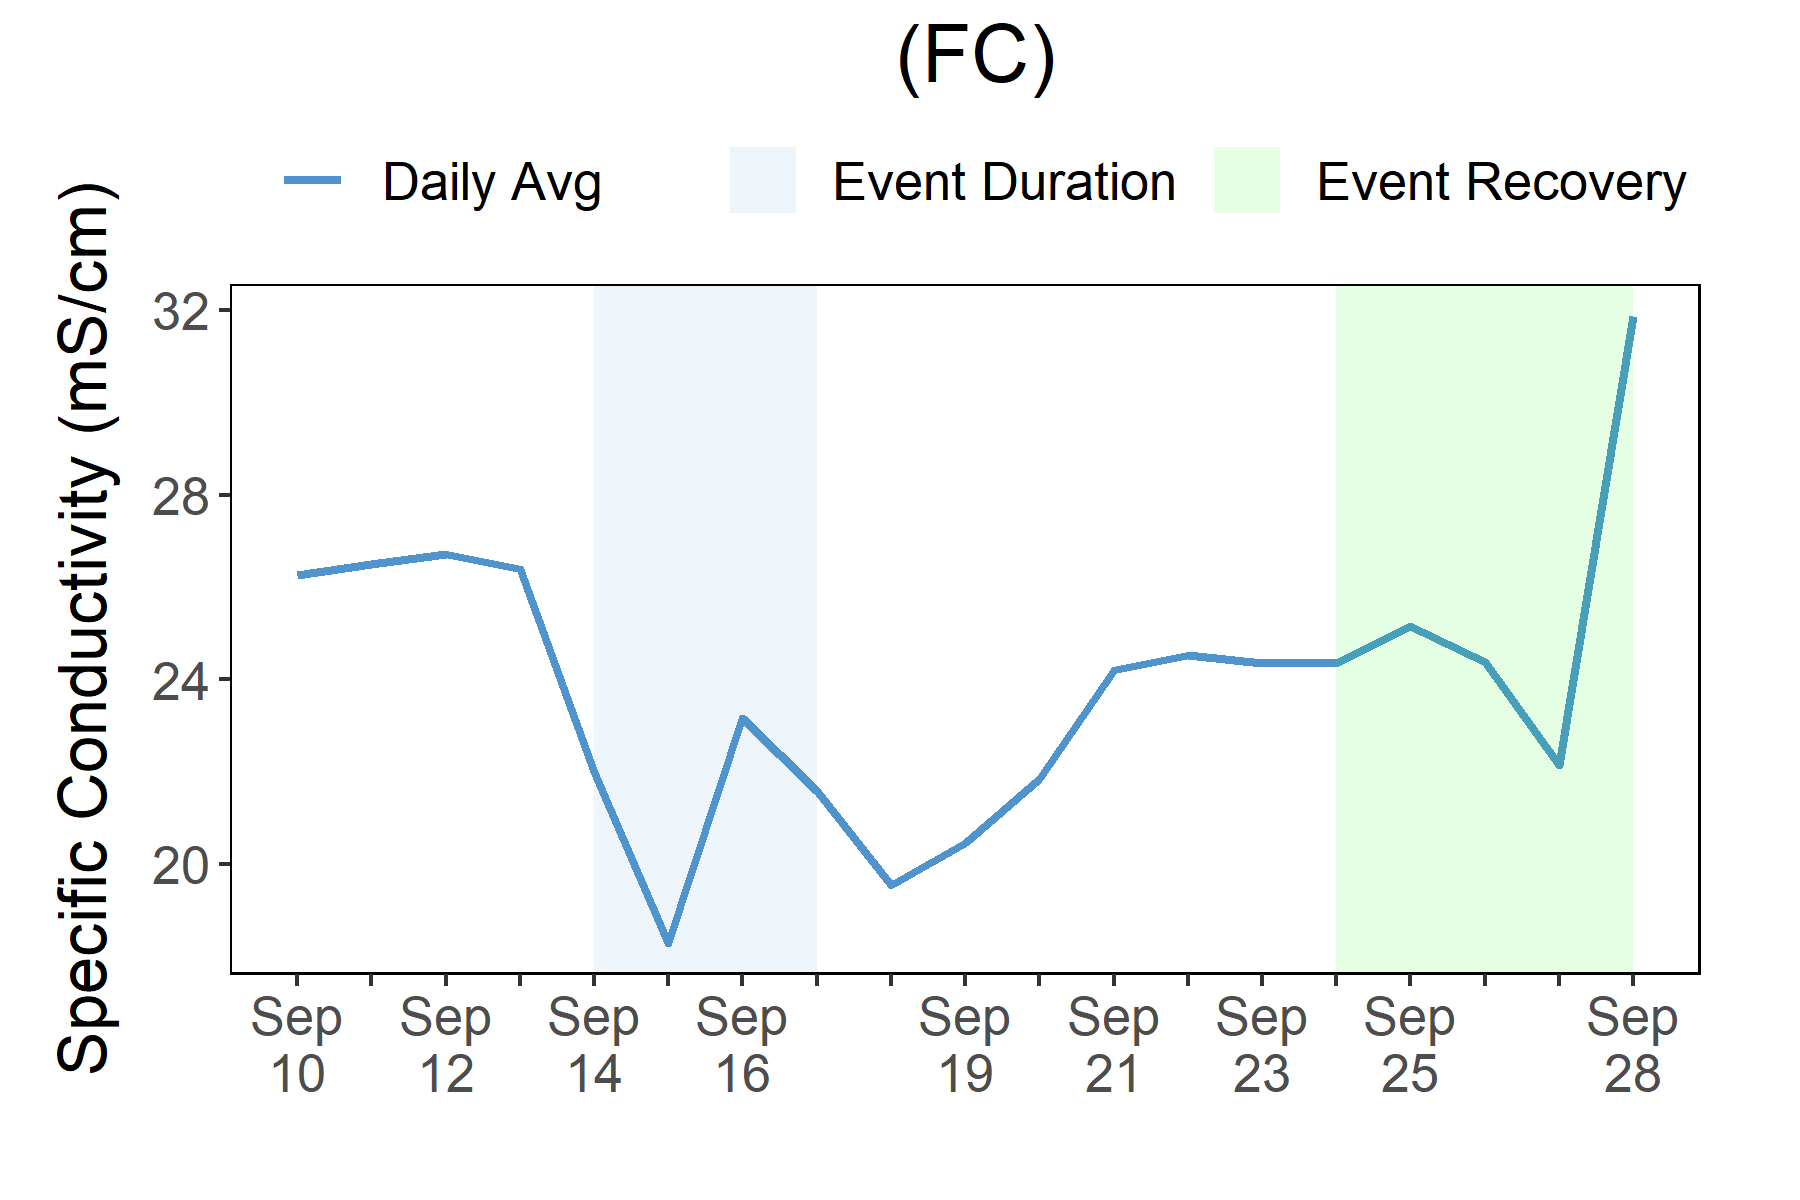 (FC)
Daily Avg
Event Duration
Event Recovery
Specific Conductivity (mS/cm)
32
28
24
20
Sep 10
Sep 12
Sep 14
Sep 16
Sep 19
Sep 21
Sep 23
Sep 25
Sep 28